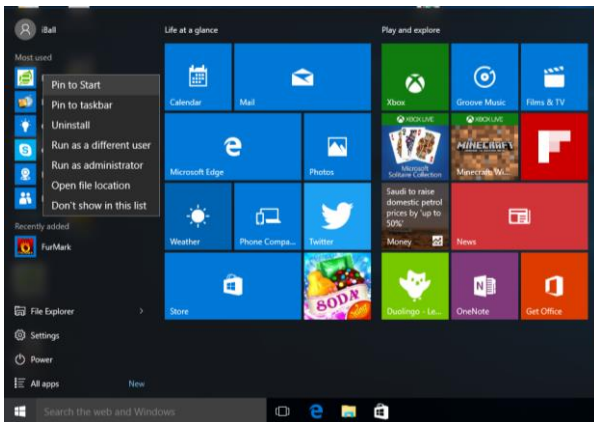 iBall
Life at a glance
Play and explore
Most used
Pin to Start
Pin to taskbar
Uninstall
Run as a different user
Run as administrator
Open file location
Don't show in this list
Recently added
FurMark
File Explorer
Settings
Power
All apps
New
Calendar
Mail
Microsoft Edge
Photos
Weather
Phone Compa...
Twitter
Store
SODA
Xbox
Groove Music
Films & TV
XBOX LIVE
Microsoft
Solitaire Collection
XBOX LIVE
MINECRAFT
Minecraft: Wi...
Saudi to raise
domestic petrol
prices by 'up to
50%'
Money
News
Duolingo - Le...
OneNote
N
Get Office
Search the web and Windows